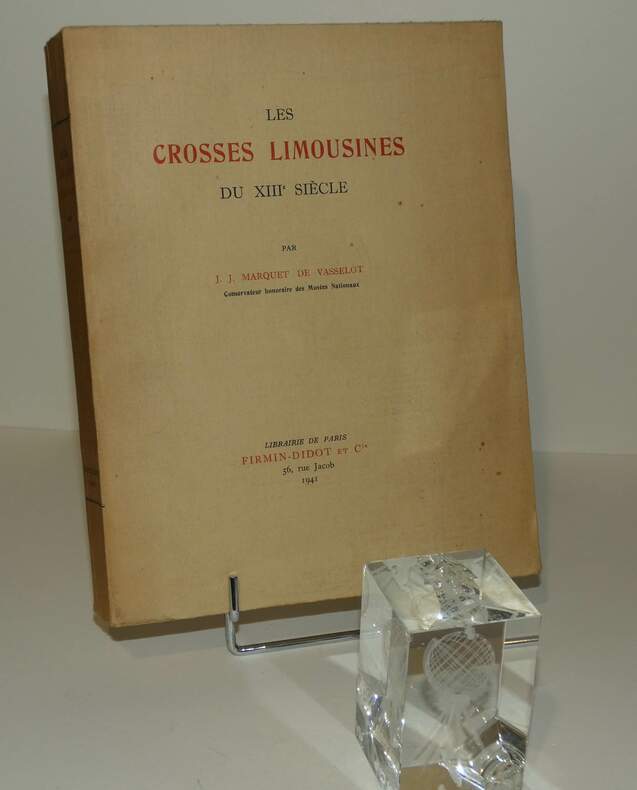 LES
CROSSES LIMOUSINES
DU XIIIᵉ SIÈCLE
PAR
J. J. MARQUET DE VASSELOT
Conservateur honoraire des Musées Nationaux
LIBRAIRIE DE PARIS
FIRMIN-DIDOT ET Cⁱᵉ
56, rue Jacob
1941